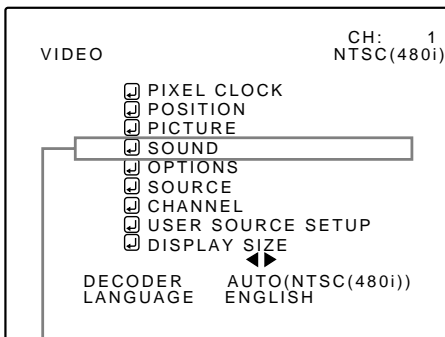 CH: 1
VIDEO NTSC(480i)
PIXEL CLOCK
POSITION
PICTURE
SOUND
OPTIONS
SOURCE
CHANNEL
USER SOURCE SETUP
DISPLAY SIZE
DECODER AUTO(NTSC(480i))
LANGUAGE ENGLISH